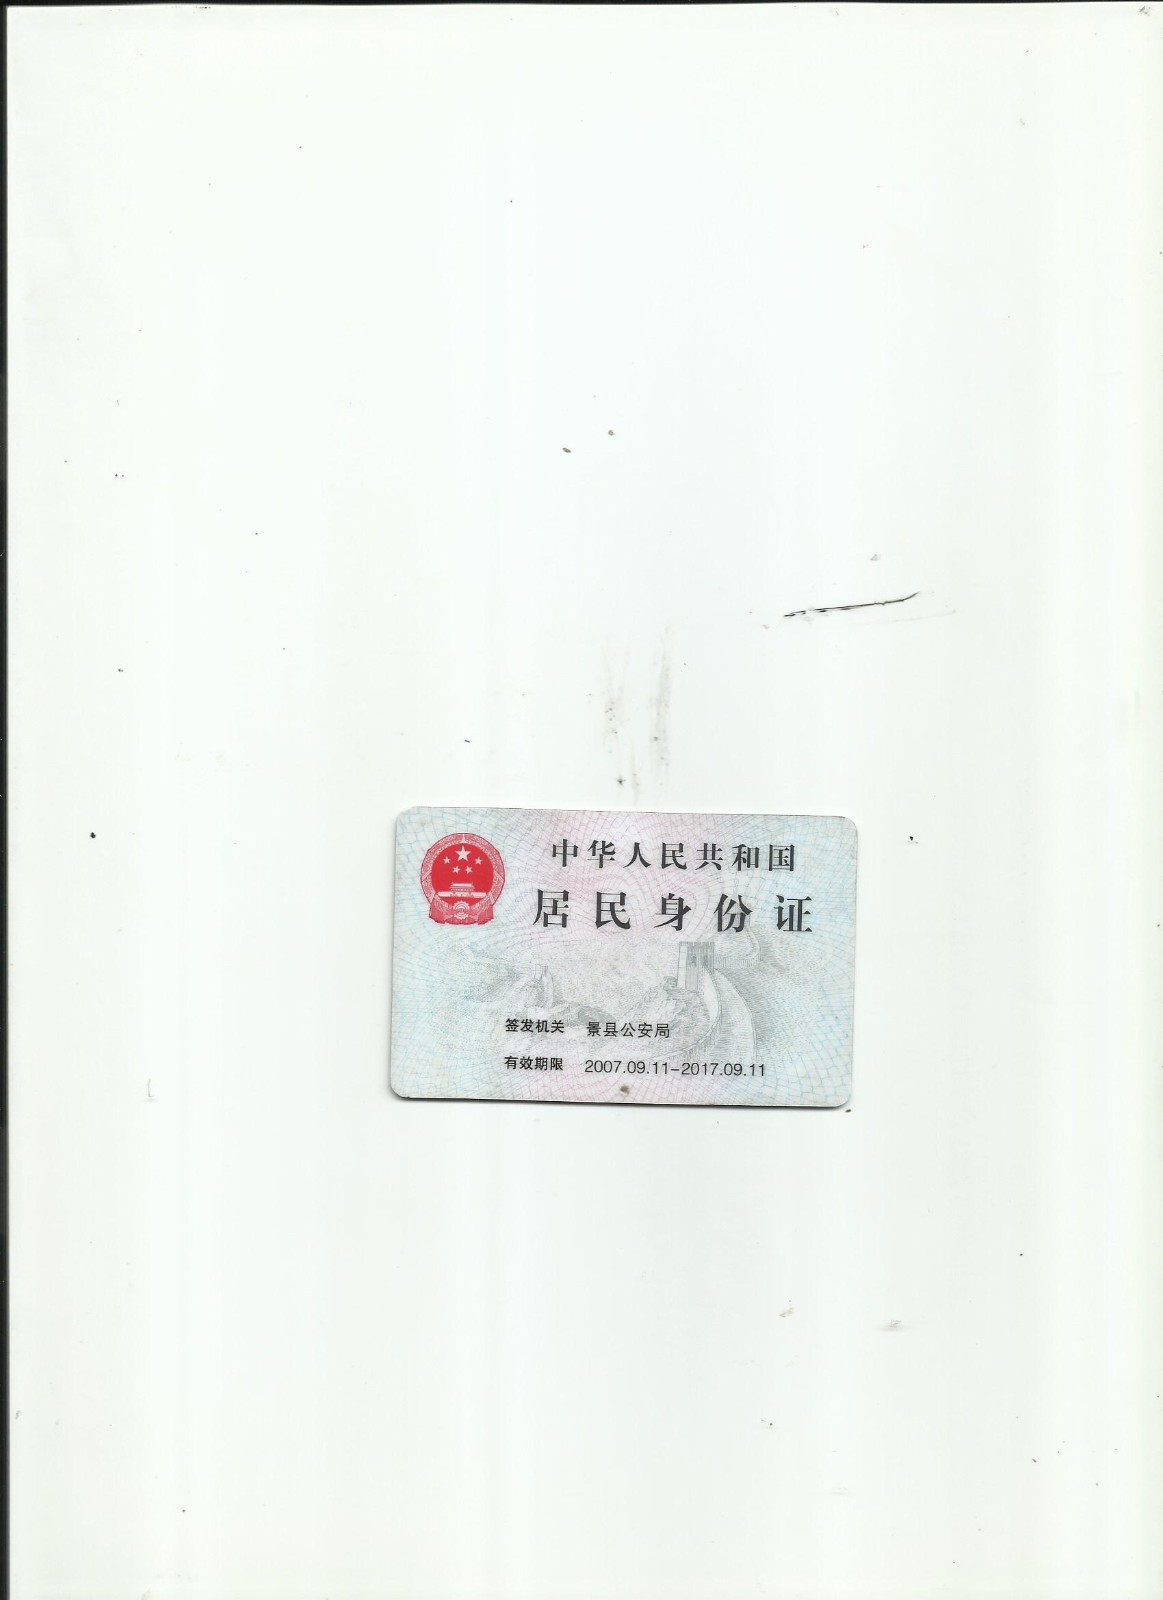 中华人民共和国
居民身份证
签发机关 景县公安局
有效期限 2007.09.11-2017.09.11